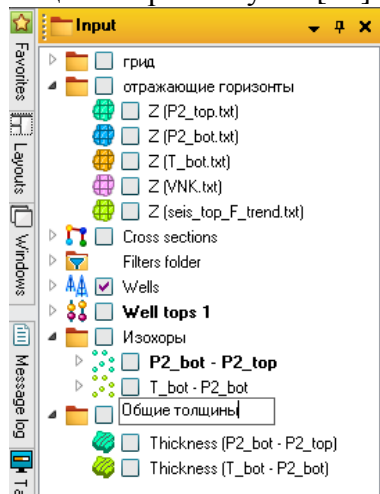 Input
Favorites
Layouts
Windows
Message log
грид
отражающие горизонты
Z (P2_top.txt)
Z (P2_bot.txt)
Z (T_bot.txt)
Z (VNK.txt)
Z (seis_top_F_trend.txt)
Cross sections
Filters folder
Wells
Well tops 1
Изохоры
P2_bot - P2_top
T_bot - P2_bot
Общие толщины
Thickness (P2_bot - P2_top)
Thickness (T_bot - P2_bot)